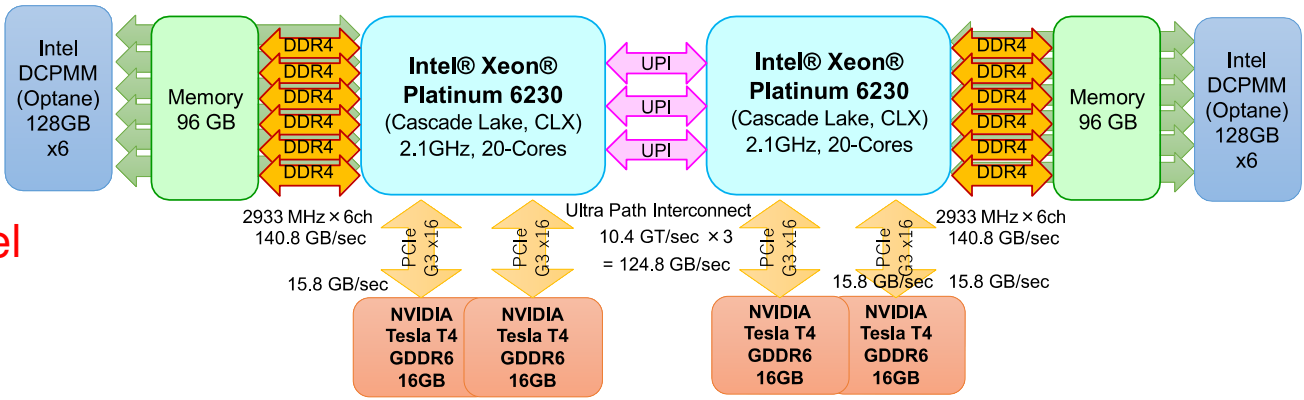 Intel
DCPMM
(Optane)
128GB
x6
Memory
96 GB
DDR4
DDR4
DDR4
DDR4
DDR4
DDR4
Intel® Xeon®
Platinum 6230
(Cascade Lake, CLX)
2.1GHz, 20-Cores
UPI
UPI
UPI
Intel® Xeon®
Platinum 6230
(Cascade Lake, CLX)
2.1GHz, 20-Cores
DDR4
DDR4
DDR4
DDR4
DDR4
DDR4
Memory
96 GB
Intel
DCPMM
(Optane)
128GB
x6
el
2933 MHz × 6ch
140.8 GB/sec
15.8 GB/sec
PCIe
G3 x16
PCIe
G3 x16
Ultra Path Interconnect
10.4 GT/sec × 3
= 124.8 GB/sec
PCIe
G3 x16
PCIe
G3 x16
2933 MHz × 6ch
140.8 GB/sec
15.8 GB/sec
15.8 GB/sec
NVIDIA
Tesla T4
GDDR6
16GB
NVIDIA
Tesla T4
GDDR6
16GB
NVIDIA
Tesla T4
GDDR6
16GB
NVIDIA
Tesla T4
GDDR6
16GB